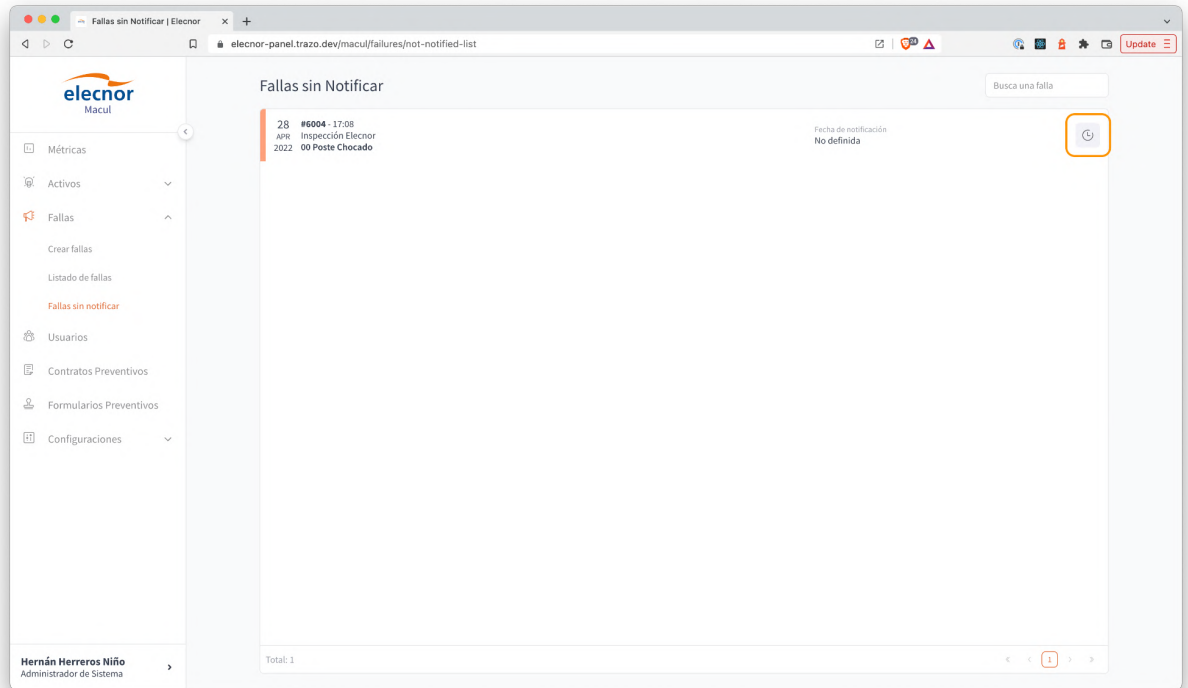 Fallas sin Notificar | Elecnor
elecnor-panel.trazo.dev/macul/failures/not-notified-list
24
Update
elecnor
Macul
Métricas
Activos
Fallas
Crear fallas
Listado de fallas
Fallas sin notificar
Usuarios
Contratos Preventivos
Formularios Preventivos
Configuraciones
Hernán Herreros Niño
Administrador de Sistema
Fallas sin Notificar
Busca una falla
28 #6004 - 17:08
APR Inspección Elecnor
2022 00 Poste Chocado
Fecha de notificación
No definida
Total: 1
1